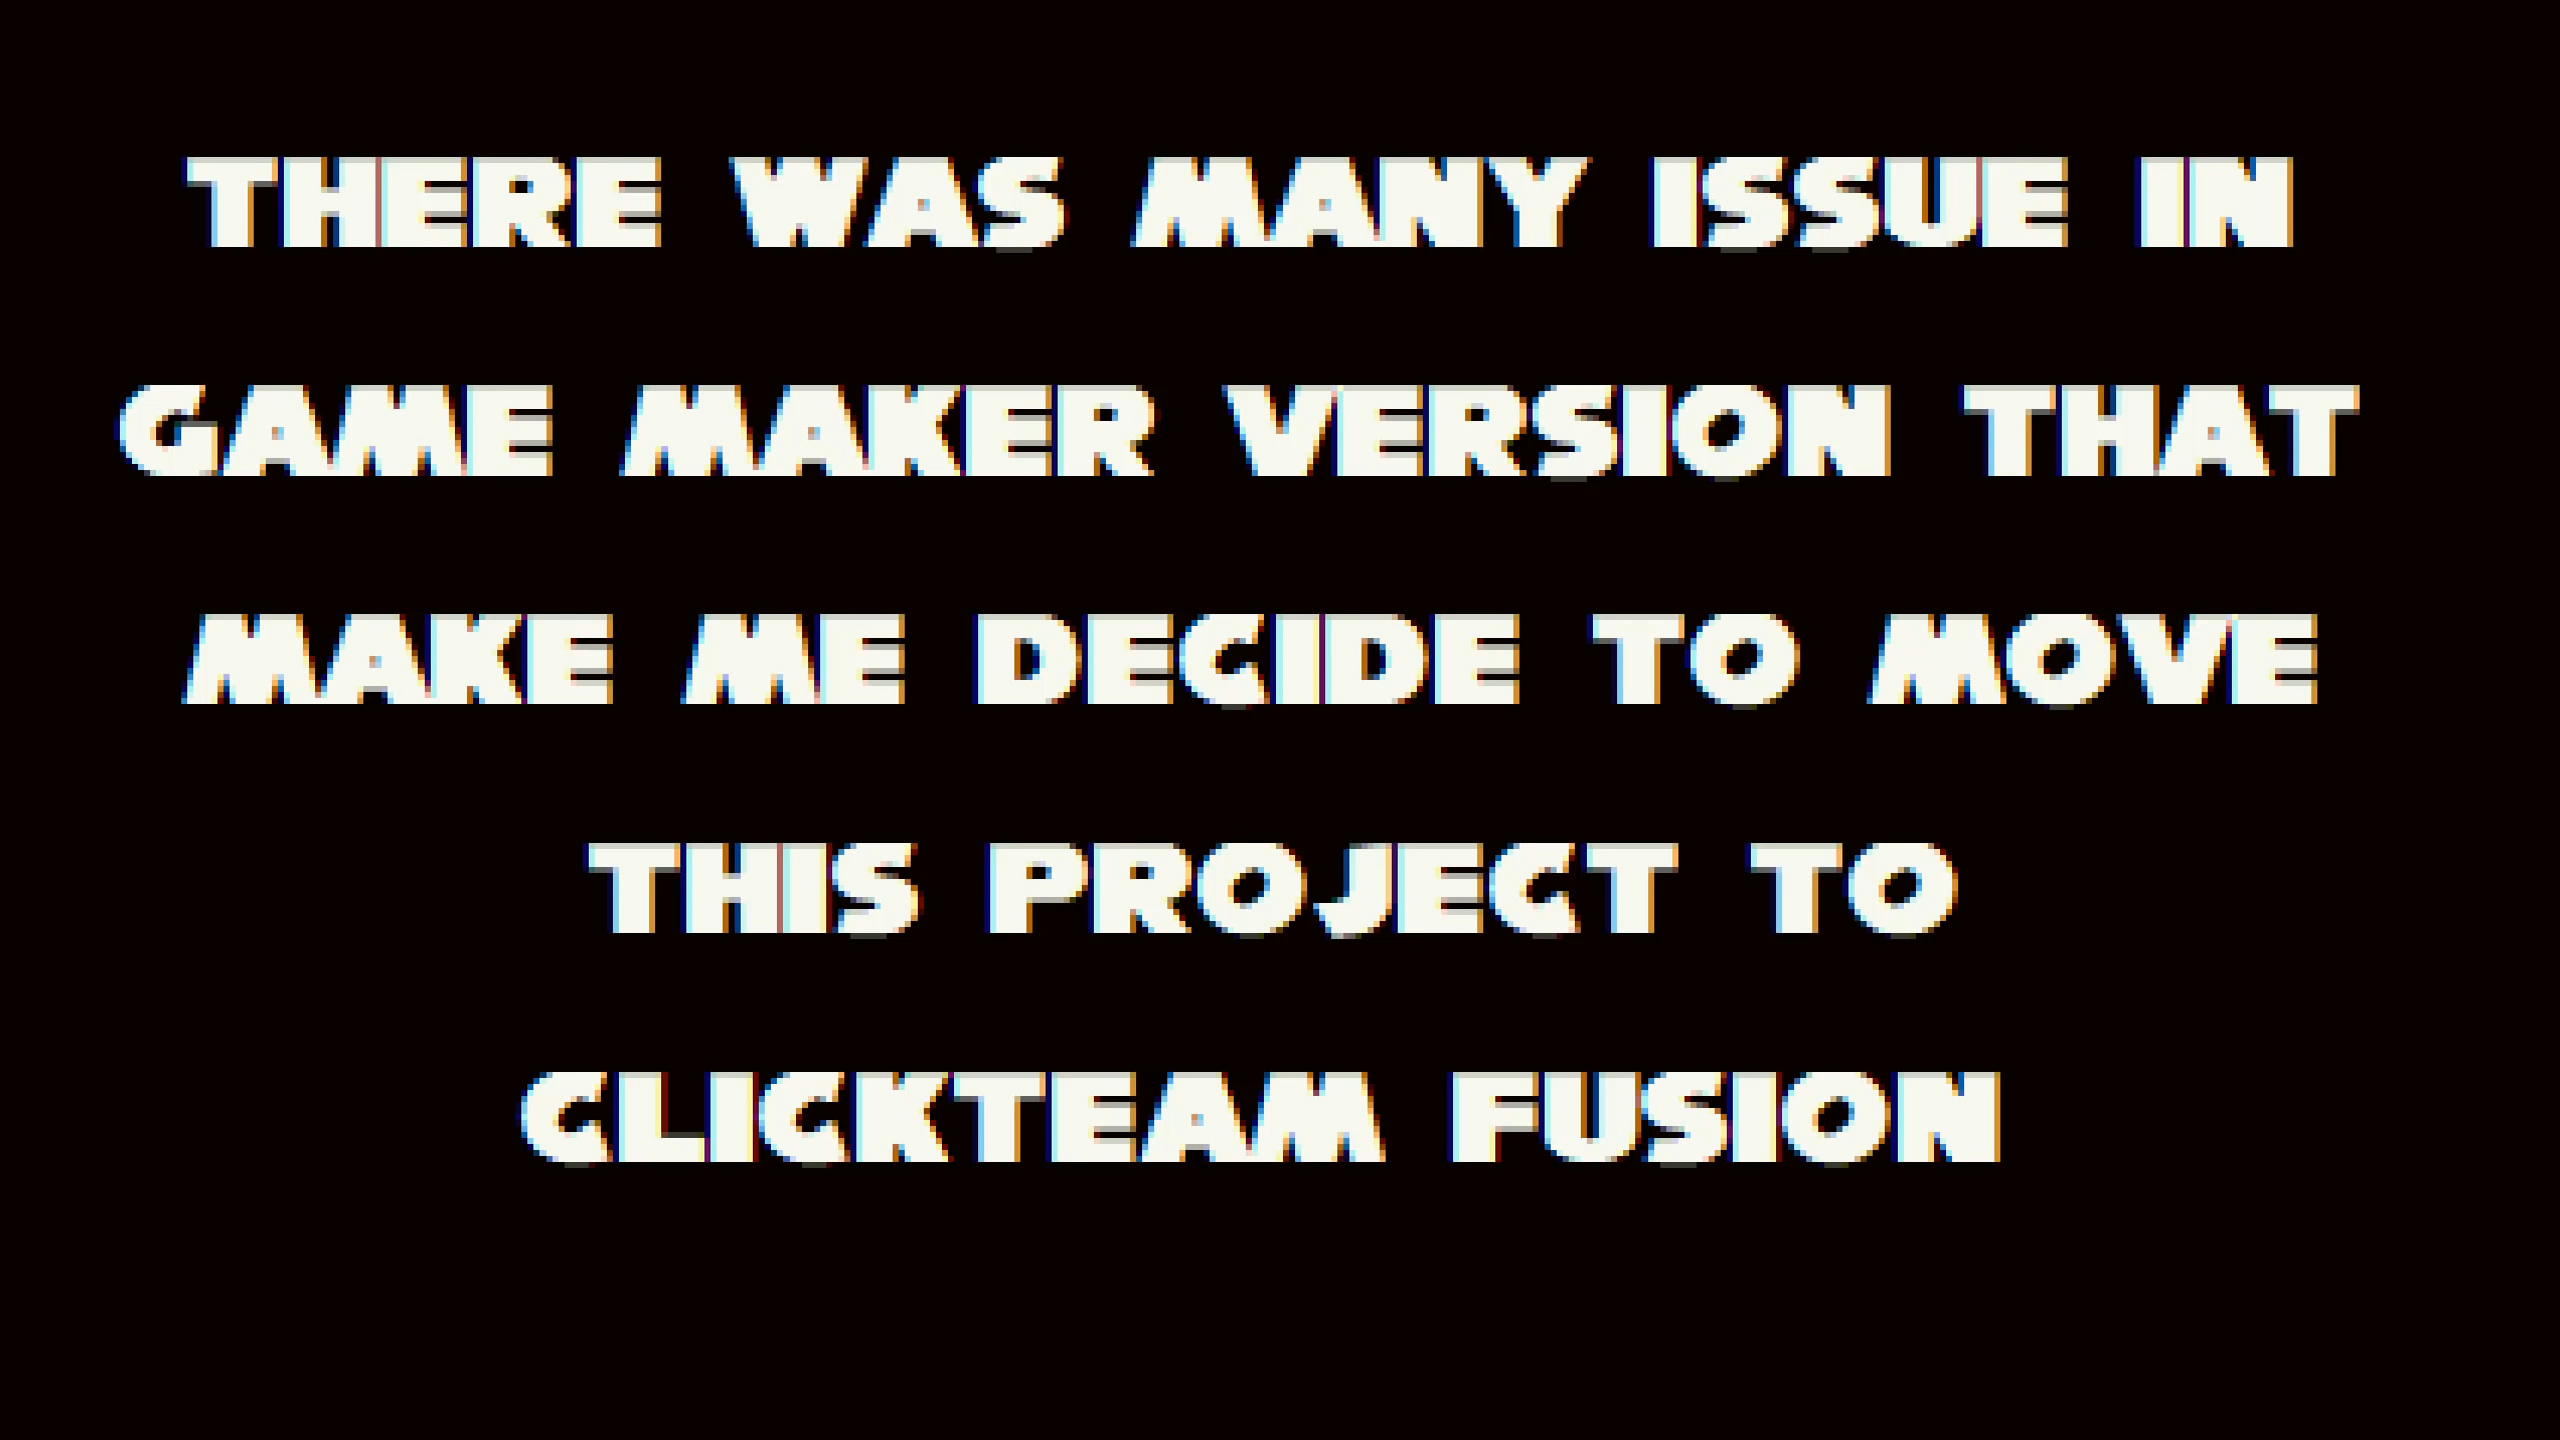 THERE WAS MANY ISSUE IN
GAME MAKER VERSION THAT
MAKE ME DECIDE TO MOVE
THIS PROJECT TO
CLICKTEAM FUSION